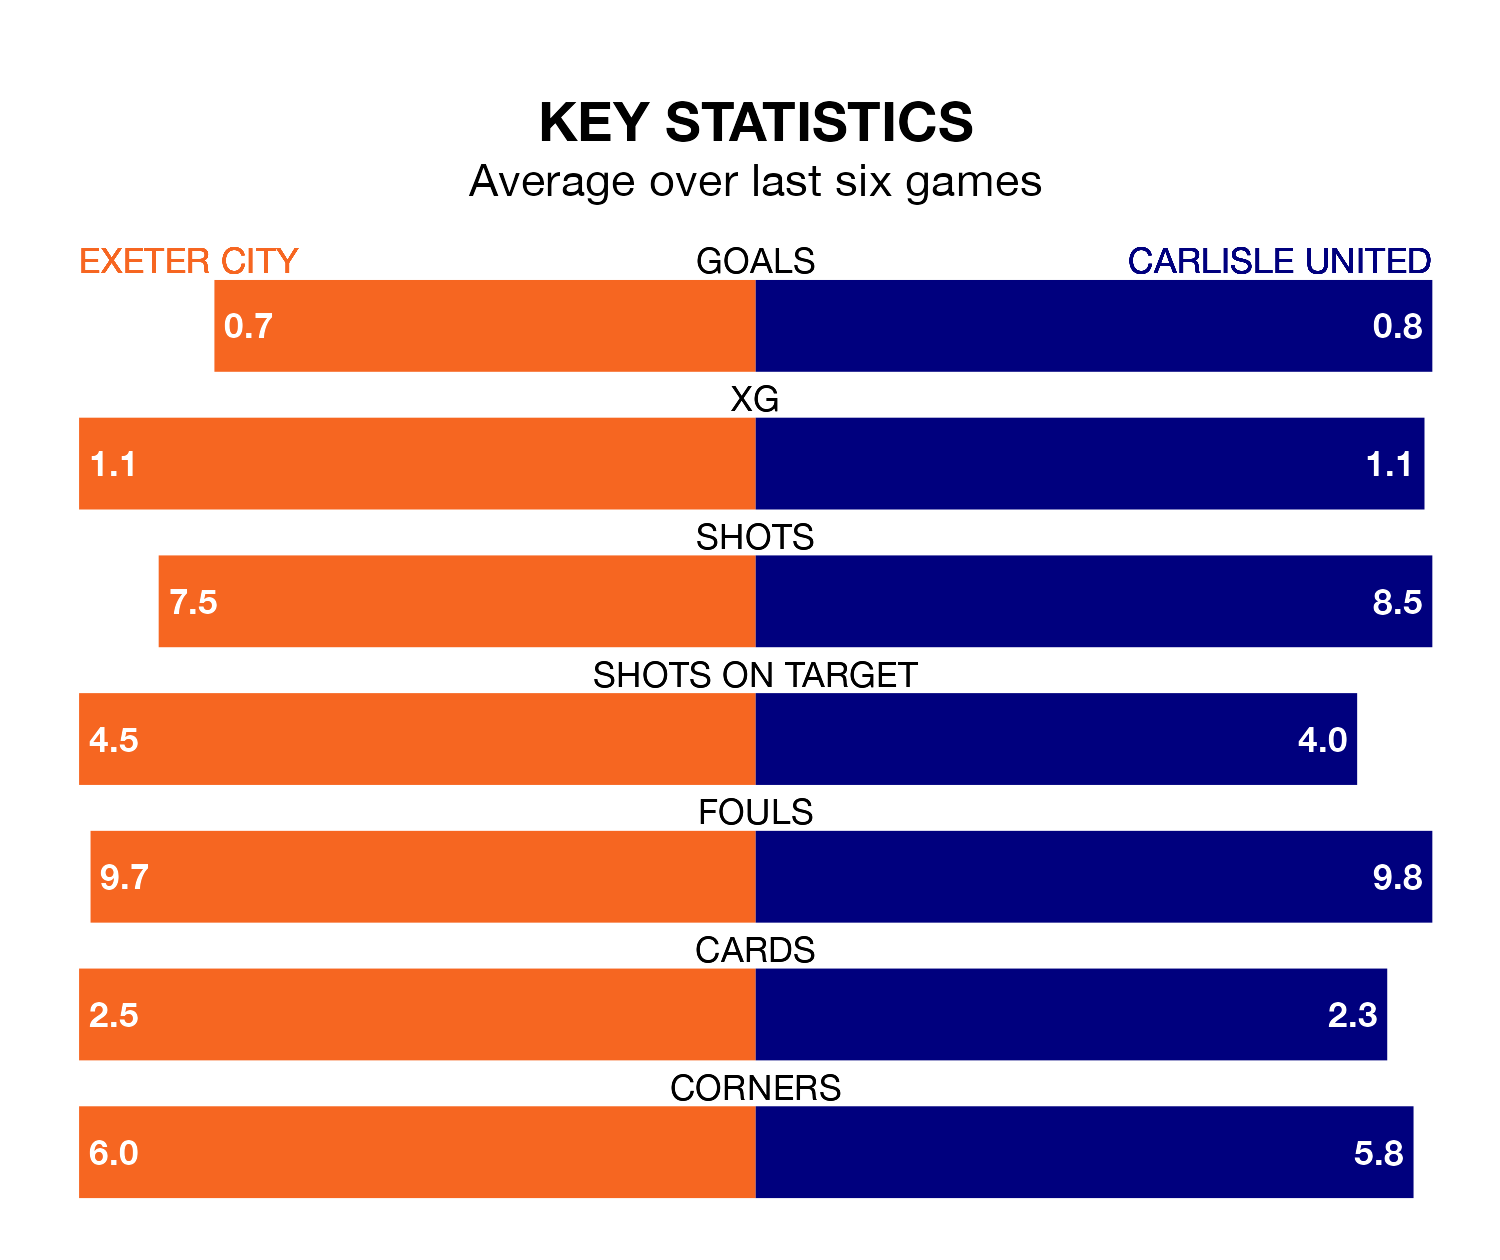 KEY STATISTICS
Average over last six games
EXETER CITY GOALS CARLISLE UNITED
0.7 0.8
XG
1.1 1.1
SHOTS
7.5 8.5
SHOTS ON TARGET
4.5 4.0
FOULS
9.7 9.8
CARDS
2.5 2.3
CORNERS
6.0 5.8